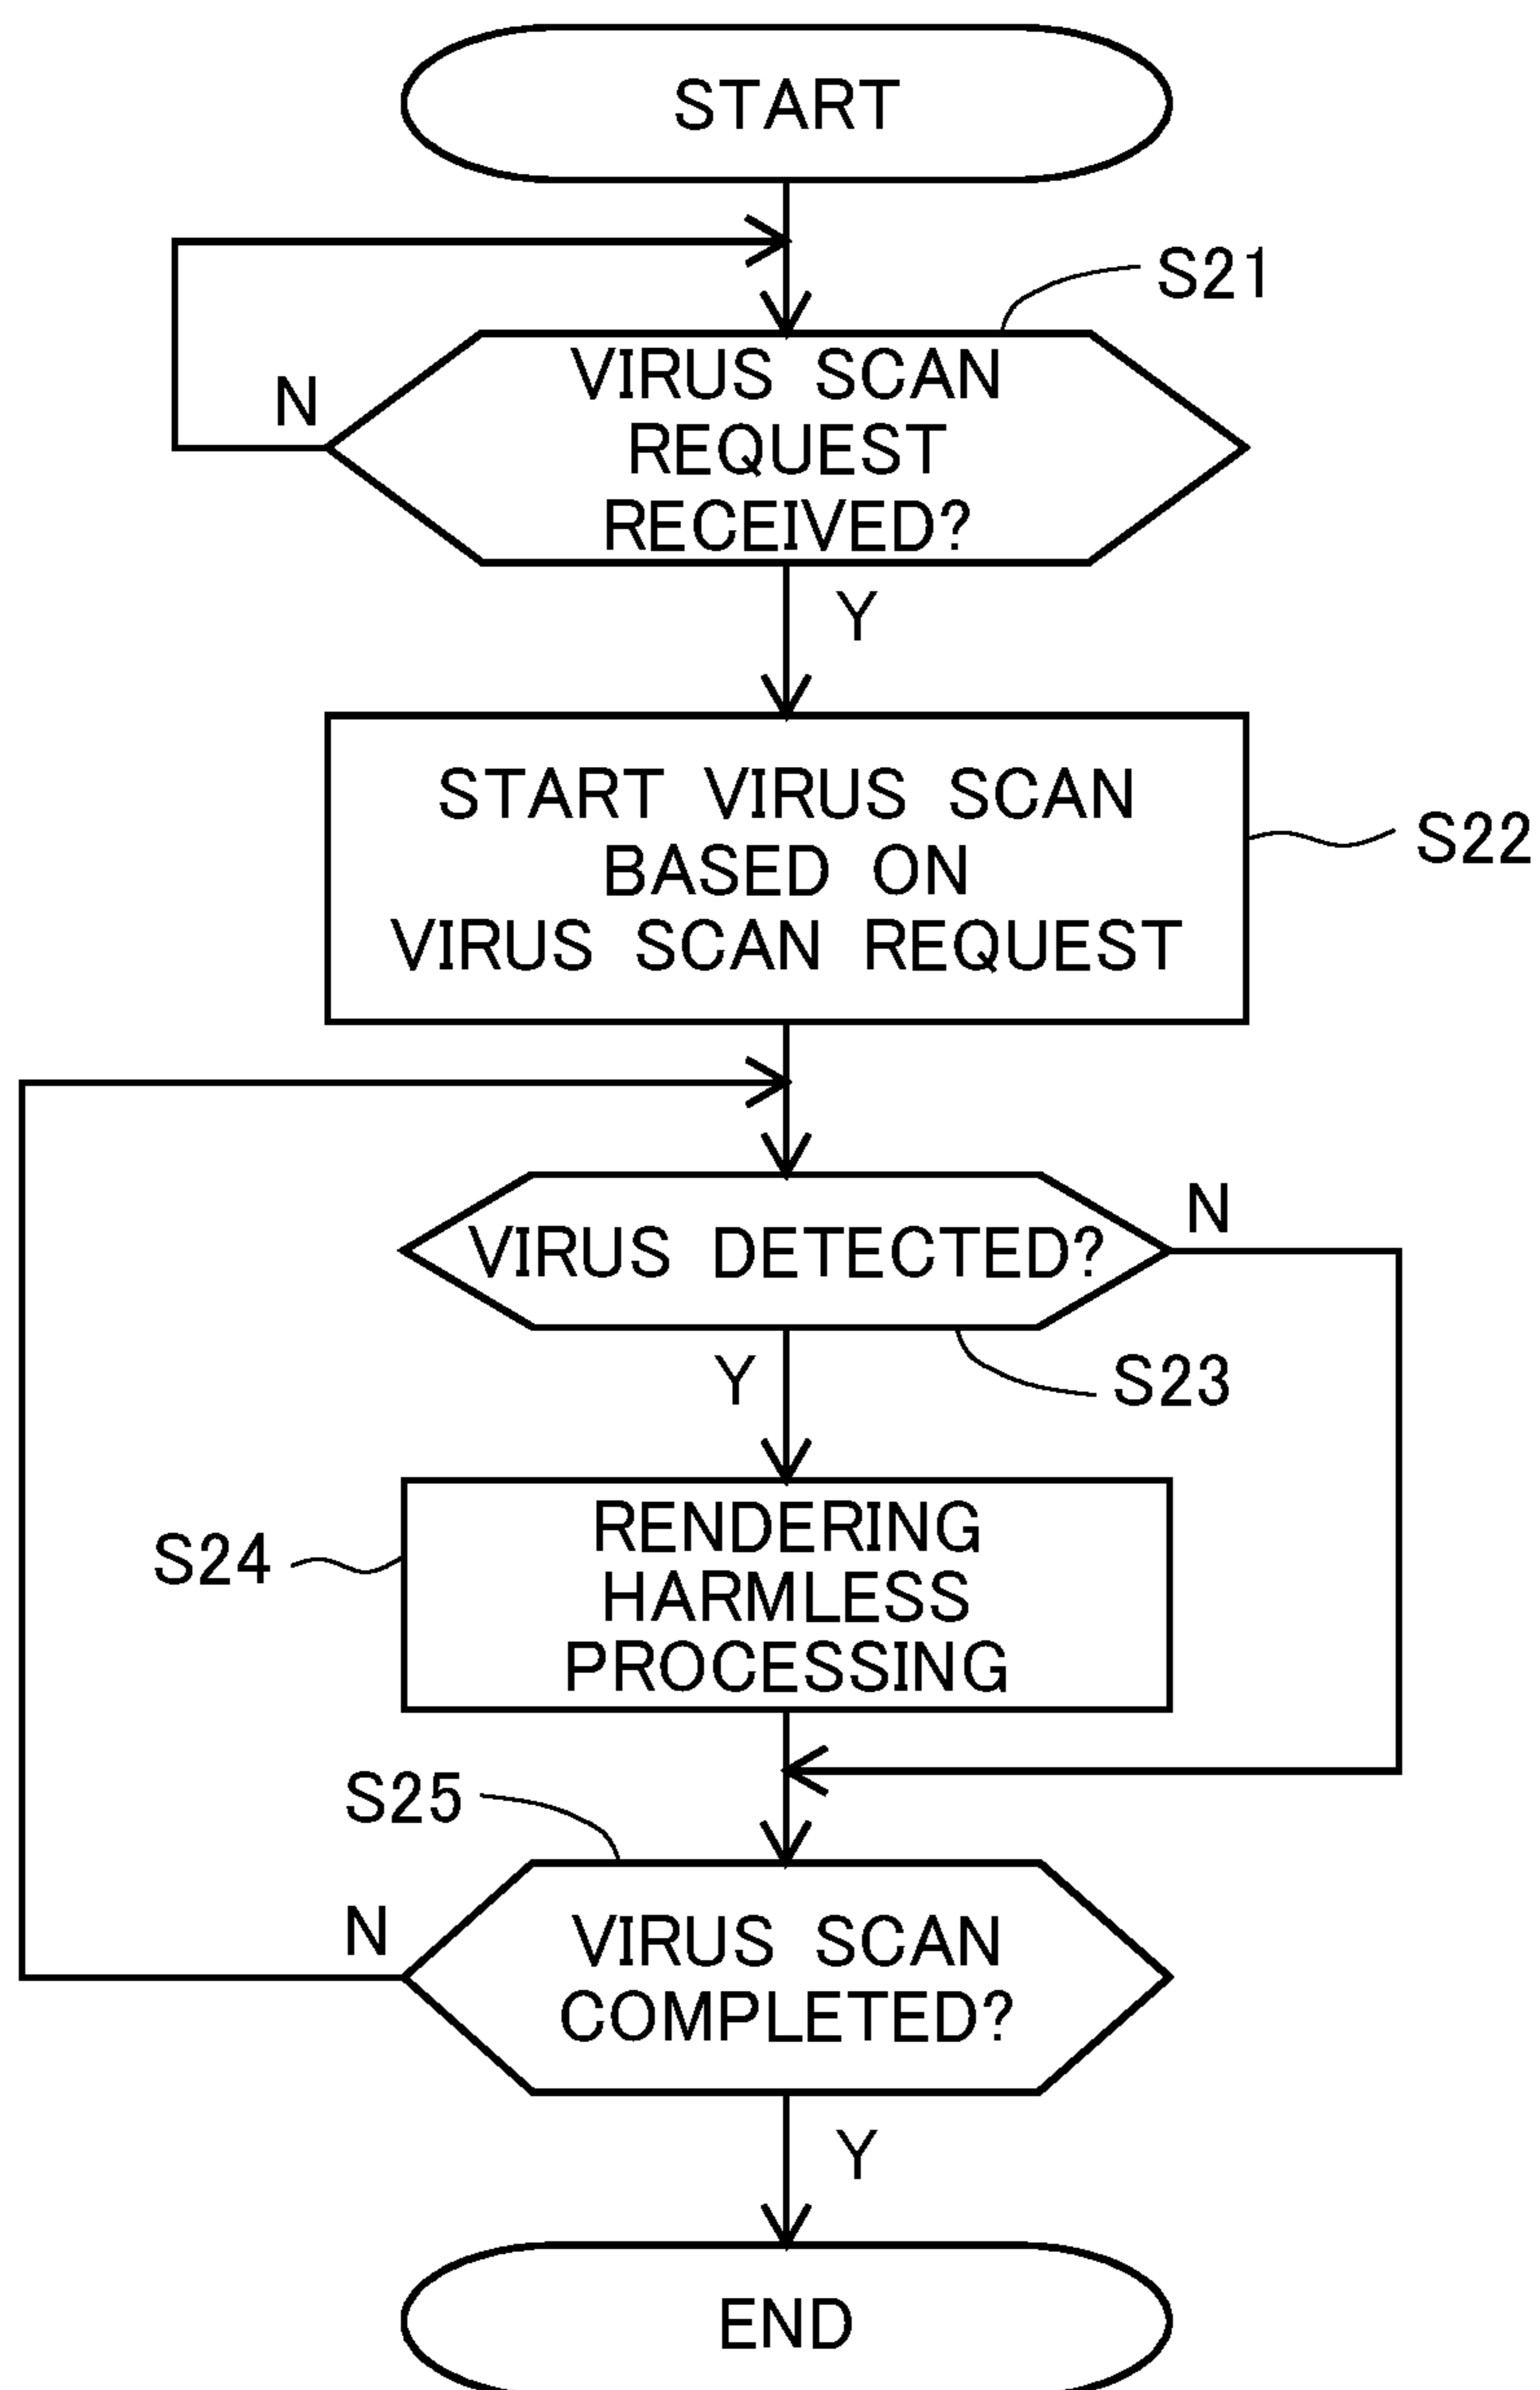 START
S21
VIRUS SCAN
N
REQUEST
RECEIVED?
Y
START VIRUS SCAN
BASED ON
S22
VIRUS SCAN REQUEST
N
VIRUS DETECTED?
Y
S23
RENDERING
S24
HARMLESS
PROCESSING
S25
N
VIRUS SCAN
COMPLETED?
Y
END